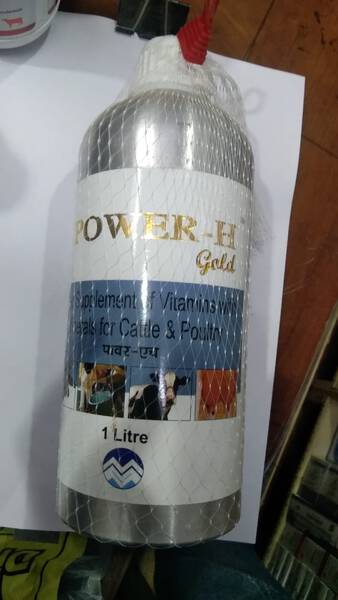 POWER-H
Gold
Supplement of Vitamins with
for Cattle & Poultry
पावर-एच
1 Litre